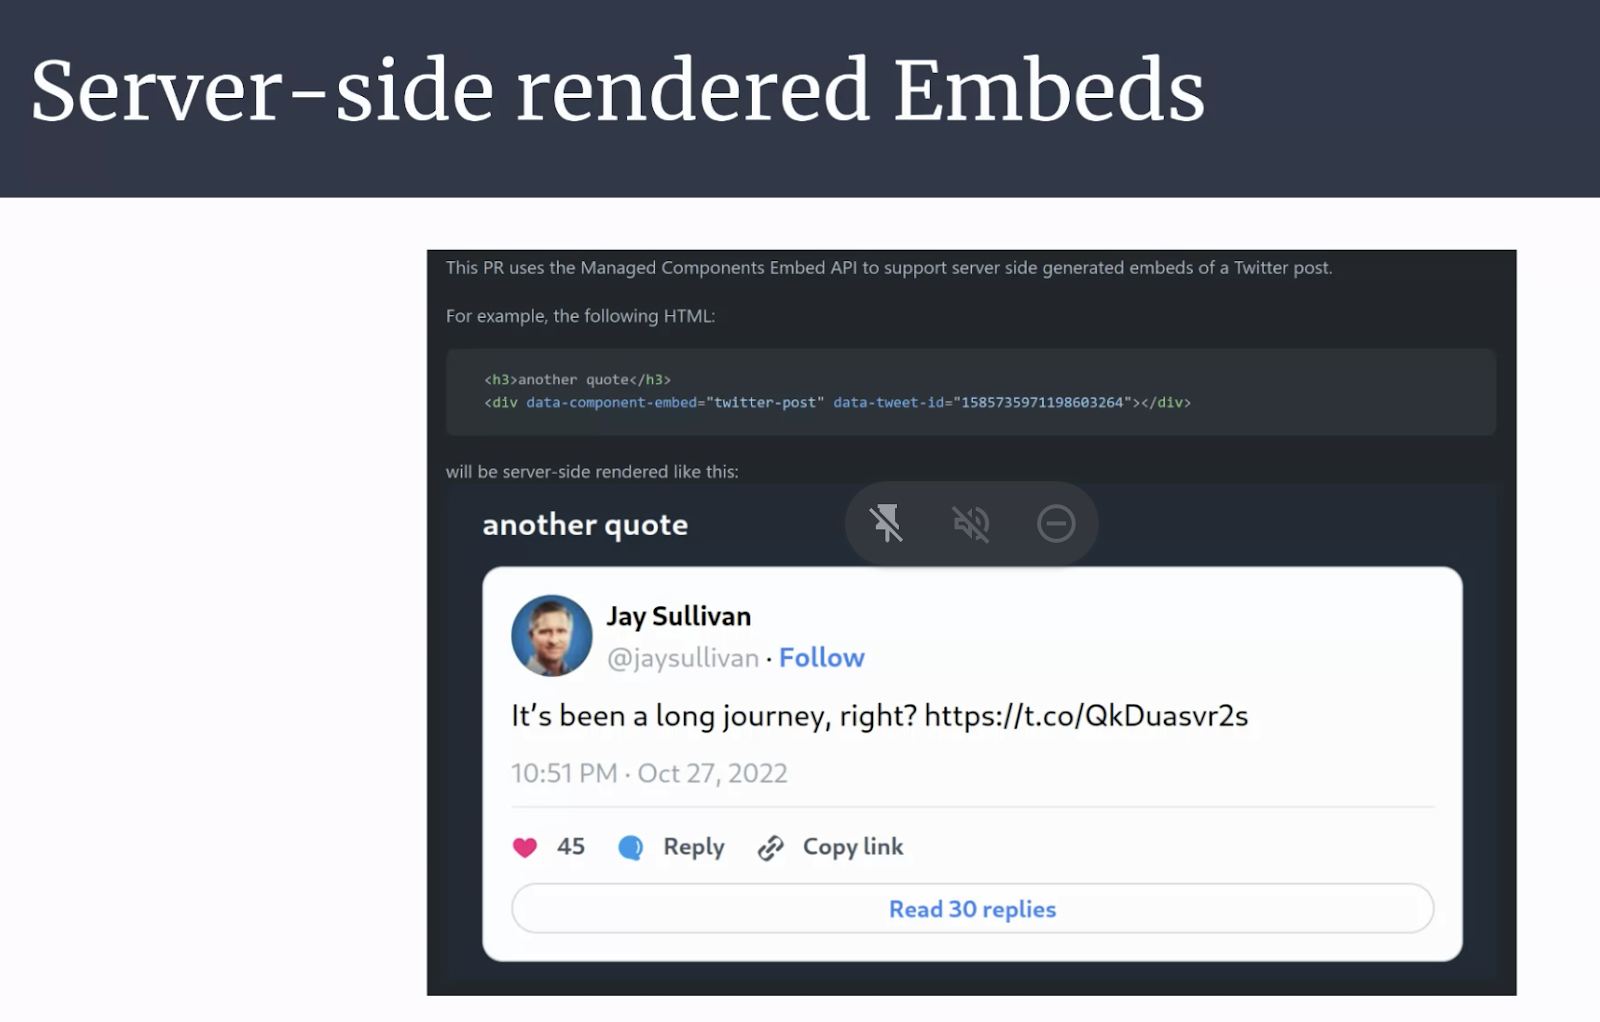 Server-side rendered Embeds
This PR uses the Managed Components Embed API to support server side generated embeds of a Twitter post.
For example, the following HTML:
<h3>another quote</h3>
<div data-component-embed="twitter-post" data-tweet-id="1585735971198603264"></div>
will be server-side rendered like this:
another quote
Jay Sullivan
@jaysullivan · Follow
It’s been a long journey, right? https://t.co/QkDuasvr2s
10:51 PM · Oct 27, 2022
45 Reply Copy link
Read 30 replies